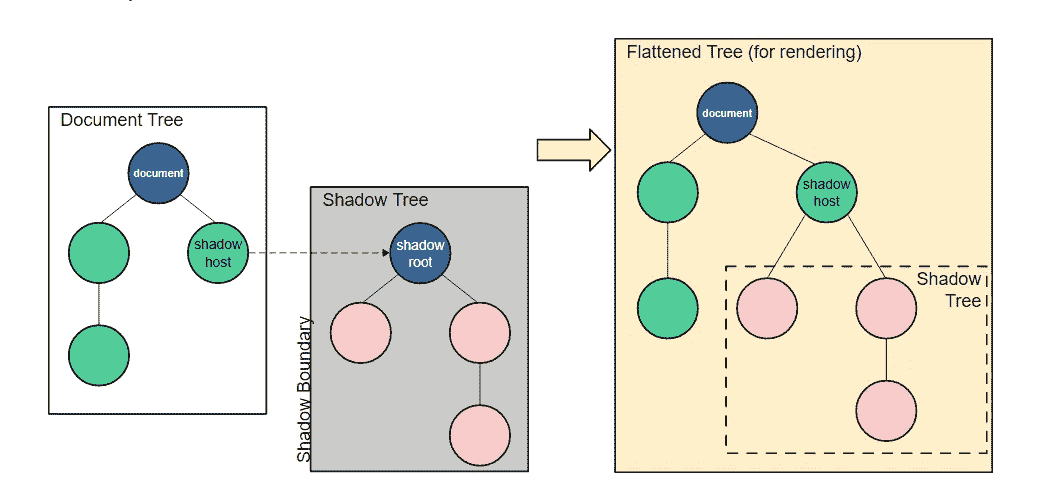 Document Tree
document
shadow
host
Shadow Tree
shadow
root
Shadow Boundary
Flattened Tree (for rendering)
document
shadow
host
Shadow
Tree